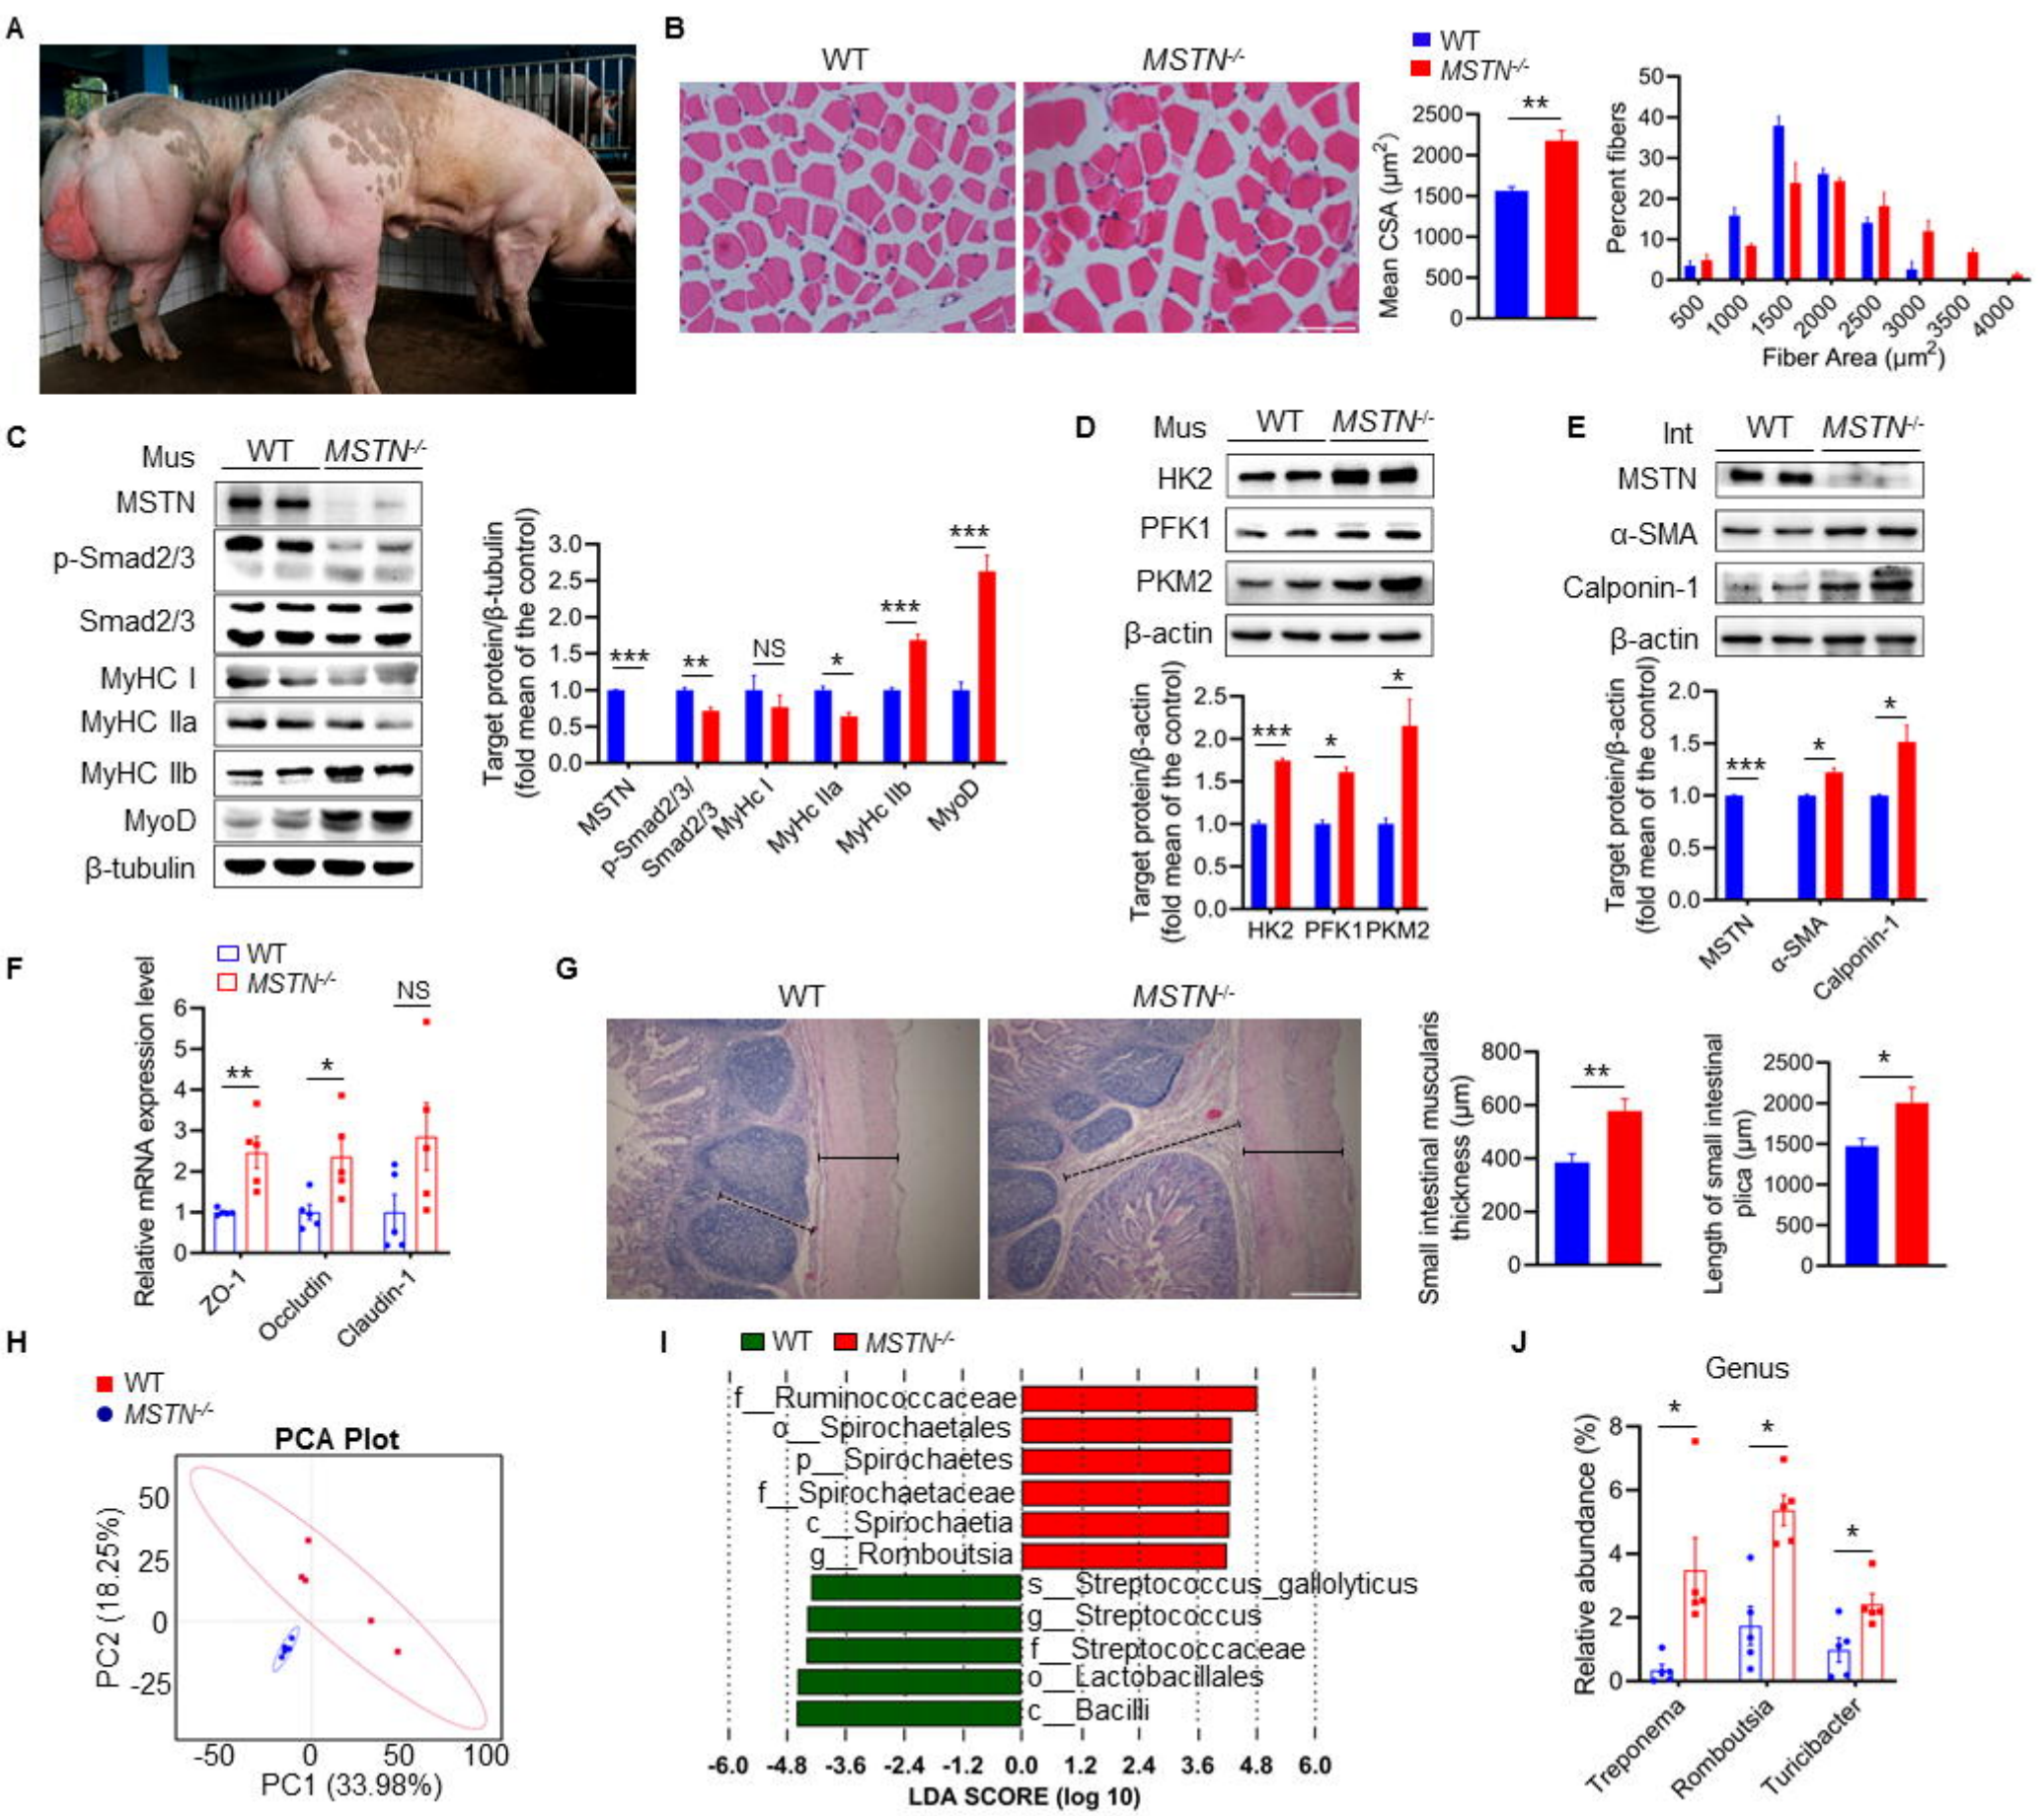 A
B
WT
MSTN-/-
WT
MSTN-/-
Mean CSA (μm2)
2500
2000
1500
1000
500
0
**
Percent fibers
50
40
30
20
10
0
500
1000
1500
2000
2500
3000
3500
4000
Fiber Area (μm2)
C
Mus
WT
MSTN-/-
MSTN
p-Smad2/3
Smad2/3
MyHC I
MyHC IIa
MyHC IIb
MyoD
β-tubulin
Target protein/β-tubulin
(fold mean of the control)
3.0
2.5
2.0
1.5
1.0
0.5
0.0
***
**
NS
*
***
***
MSTN
p-Smad2/3/
Smad2/3
MyHc I
MyHc IIa
MyHc IIb
MyoD
D
Mus
WT
MSTN-/-
HK2
PFK1
PKM2
β-actin
Target protein/β-actin
(fold mean of the control)
2.5
2.0
1.5
1.0
0.5
0.0
***
*
*
HK2
PFK1
PKM2
E
Int
WT
MSTN-/-
MSTN
α-SMA
Calponin-1
β-actin
Target protein/β-actin
(fold mean of the control)
2.0
1.5
1.0
0.5
0.0
***
*
*
MSTN
α-SMA
Calponin-1
F
WT
MSTN-/-
Relative mRNA expression level
6
5
4
3
2
1
0
**
*
NS
ZO-1
Occludin
Claudin-1
G
WT
MSTN-/-
Small intestinal muscularis
thickness (μm)
800
600
400
200
0
**
Length of small intestinal
plica (μm)
2500
2000
1500
1000
500
0
*
H
WT
MSTN-/-
PCA Plot
PC2 (18.25%)
50
25
0
-25
-50
0
50
100
PC1 (33.98%)
I
WT
MSTN-/-
f__Ruminococcaceae
o__Spirochaetales
p__Spirochaetes
f__Spirochaetaceae
c__Spirochaetia
g__Romboutsia
s__Streptococcus_gallolyticus
g__Streptococcus
f__Streptococcaceae
o__Lactobacillales
c__Bacilli
-6.0 -4.8 -3.6 -2.4 -1.2 0.0 1.2 2.4 3.6 4.8 6.0
LDA SCORE (log 10)
J
Genus
Relative abundance (%)
8
6
4
2
0
*
*
*
Treponema
Romboutsia
Turicibacter